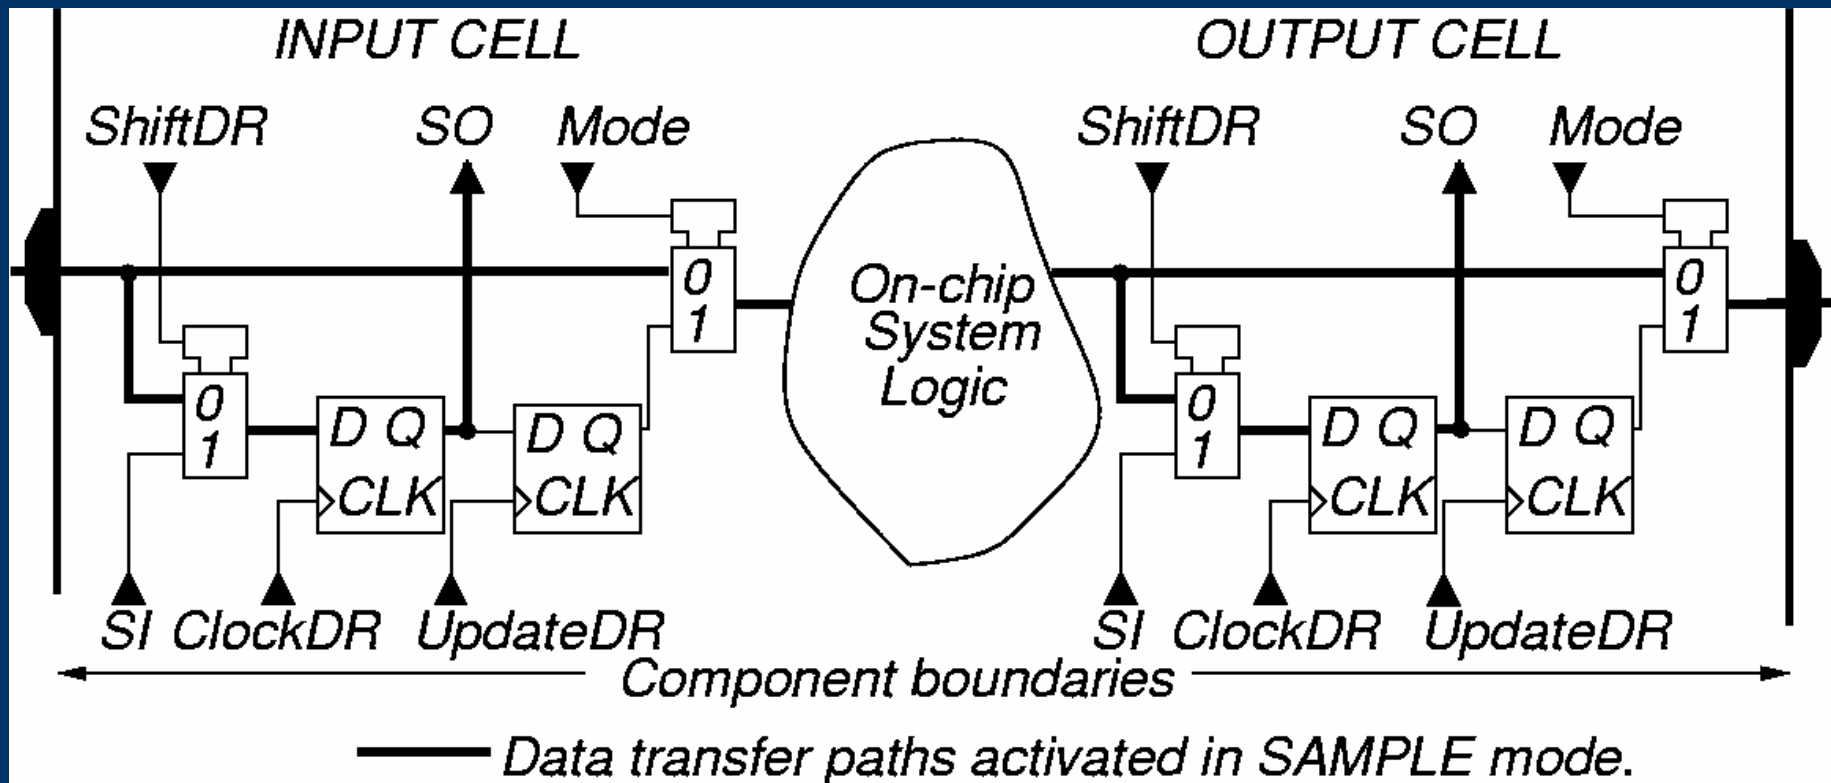 INPUT CELL
OUTPUT CELL
ShiftDR
SO
Mode
ShiftDR
SO
Mode
0
1
On-chip
System
Logic
0
1
0
1
D Q
CLK
D Q
CLK
0
1
D Q
CLK
D Q
CLK
SI
ClockDR
UpdateDR
SI
ClockDR
UpdateDR
Component boundaries
Data transfer paths activated in SAMPLE mode.